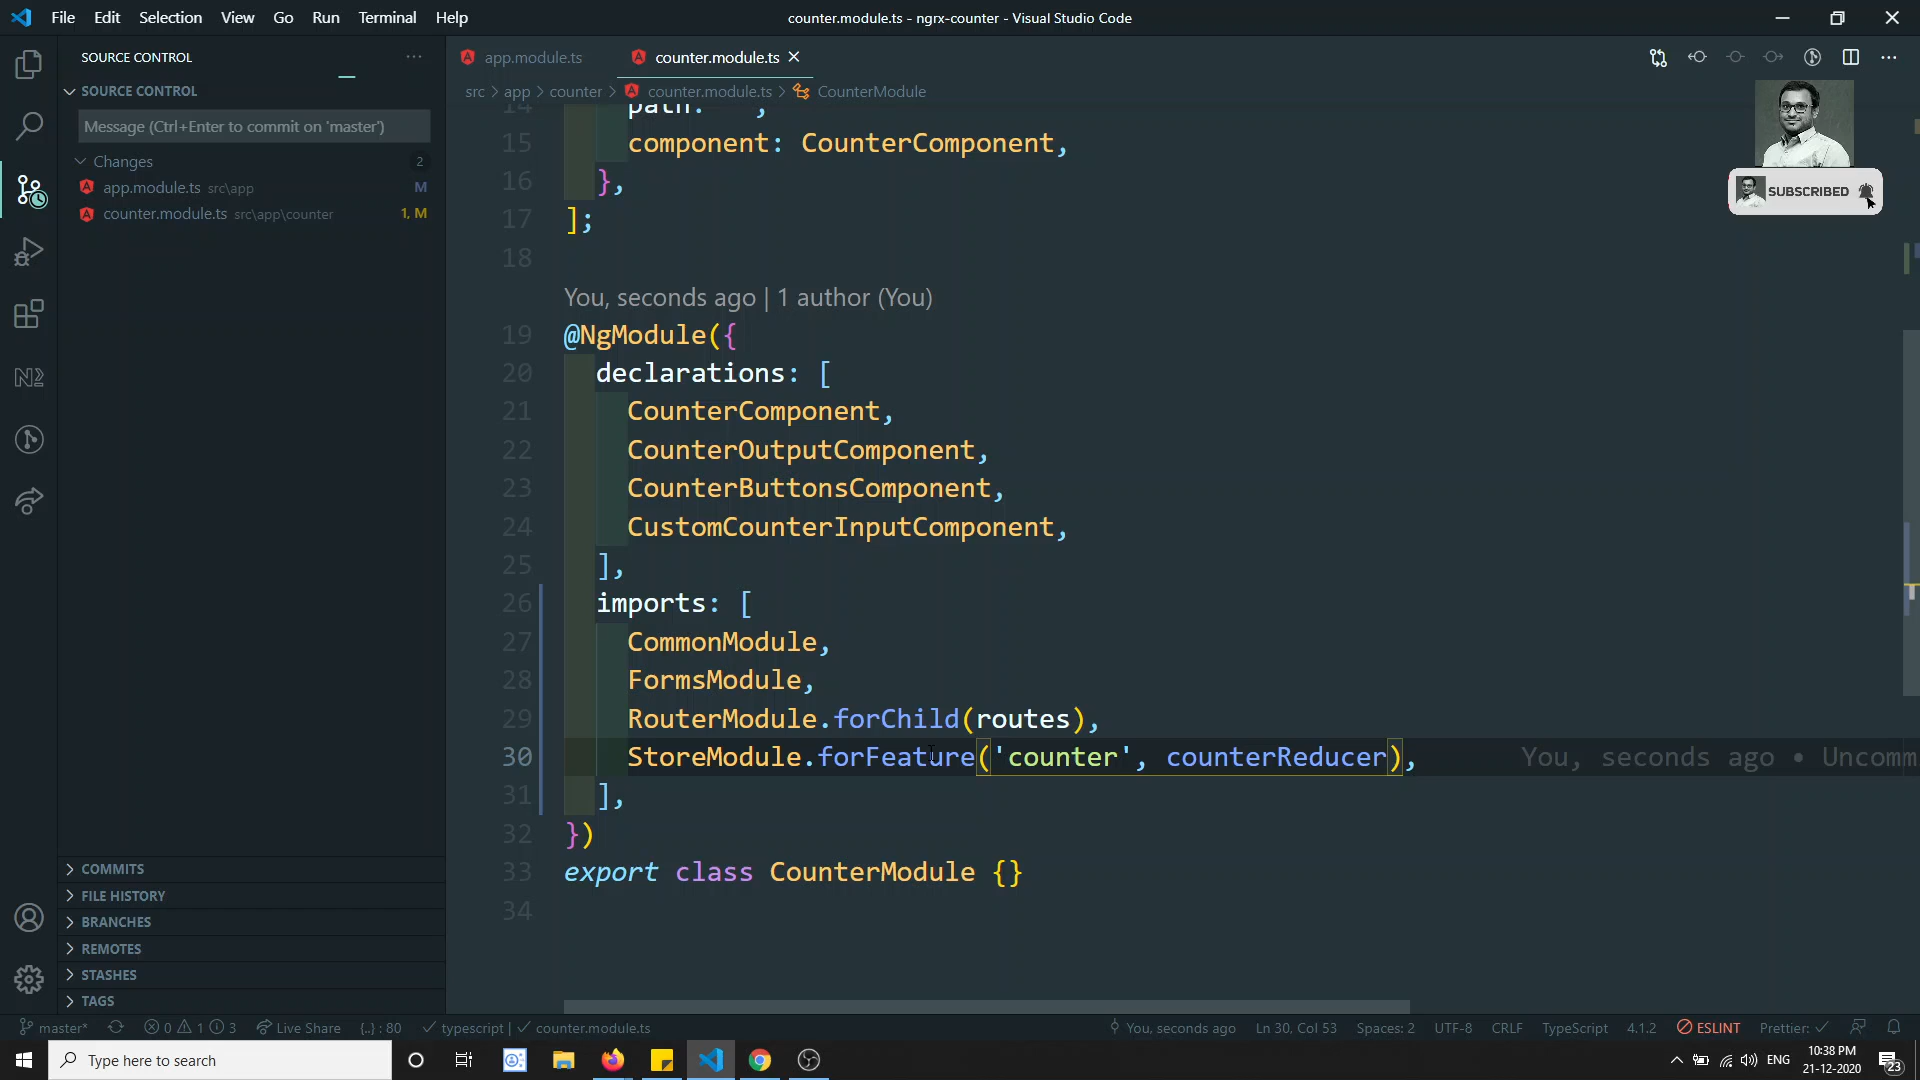 File Edit Selection View Go Run Terminal Help
counter.module.ts - ngrx-counter - Visual Studio Code
SOURCE CONTROL
app.module.ts
counter.module.ts
SOURCE CONTROL
src > app > counter > counter.module.ts > CounterModule
Message (Ctrl+Enter to commit on 'master')
Changes 2
app.module.ts src\app M
counter.module.ts src\app\counter 1, M
SUBSCRIBED
14 path: '',
15 component: CounterComponent,
16 },
17 ];
18
You, seconds ago | 1 author (You)
19 @NgModule({
20 declarations: [
21 CounterComponent,
22 CounterOutputComponent,
23 CounterButtonsComponent,
24 CustomCounterInputComponent,
25 ],
26 imports: [
27 CommonModule,
28 FormsModule,
29 RouterModule.forChild(routes),
30 StoreModule.forFeature('counter', counterReducer), You, seconds ago • Uncomm
31 ],
32 })
33 export class CounterModule {}
34
COMMITS
FILE HISTORY
BRANCHES
REMOTES
STASHES
TAGS
master* 0 1 3 Live Share {..} : 80 typescript | counter.module.ts You, seconds ago Ln 30, Col 53 Spaces: 2 UTF-8 CRLF TypeScript 4.1.2 ESLINT Prettier:
Type here to search
ENG
10:38 PM
21-12-2020
23